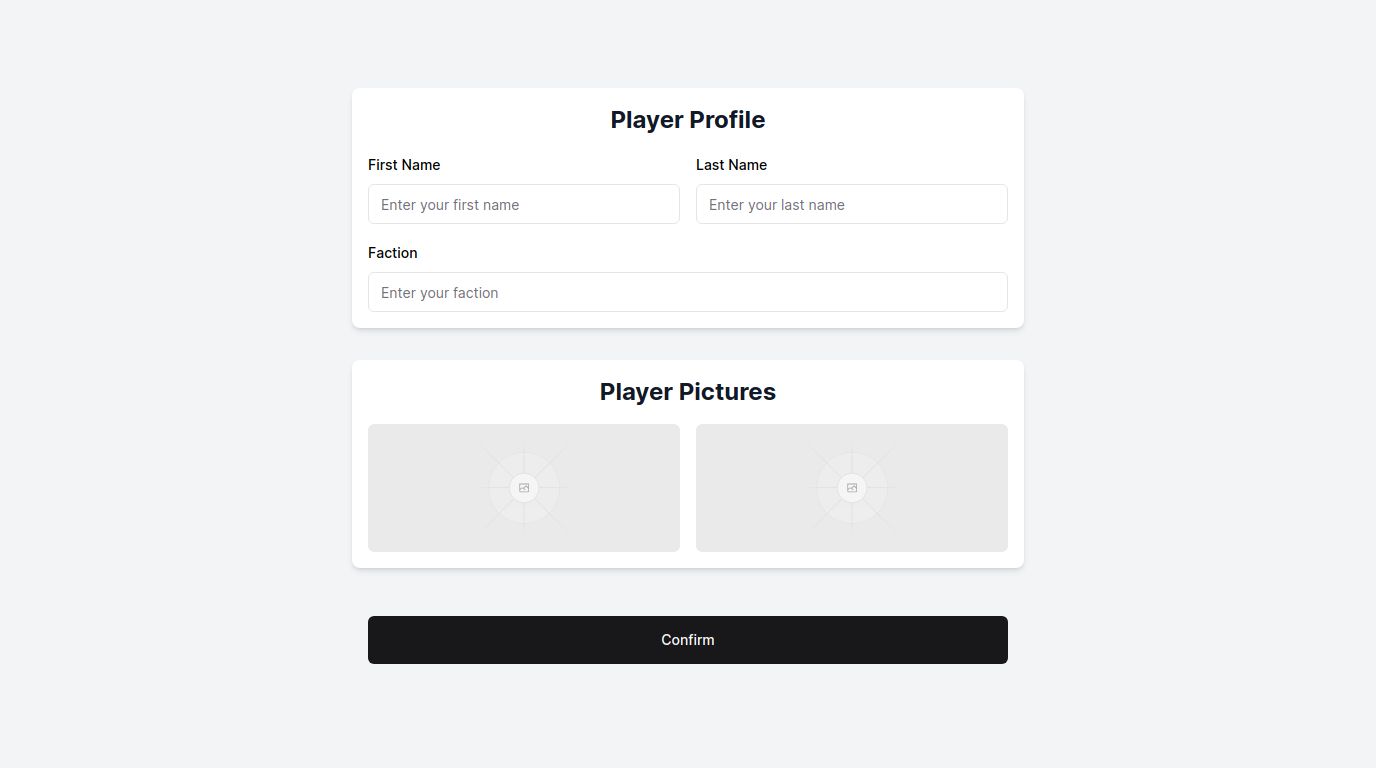 Player Profile
First Name
Last Name
Enter your first name
Enter your last name
Faction
Enter your faction
Player Pictures
Confirm